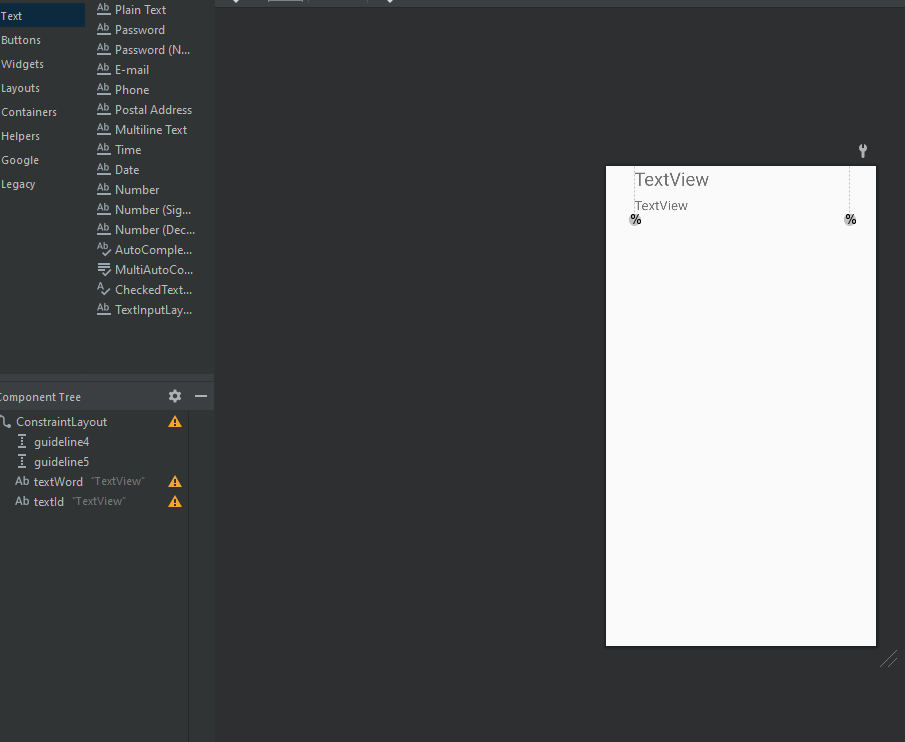 Text
Buttons
Widgets
Layouts
Containers
Helpers
Google
Legacy
Ab Plain Text
Ab Password
Ab Password (N...
Ab E-mail
Ab Phone
Ab Postal Address
Ab Multiline Text
Ab Time
Ab Date
Ab Number
Ab Number (Sig...
Ab Number (Dec...
Ab AutoComple...
MultiAutoCo...
A CheckedText...
Ab TextInputLay...
Component Tree
ConstraintLayout
guideline4
guideline5
Ab textWord "TextView"
Ab textId "TextView"
TextView
TextView
% %